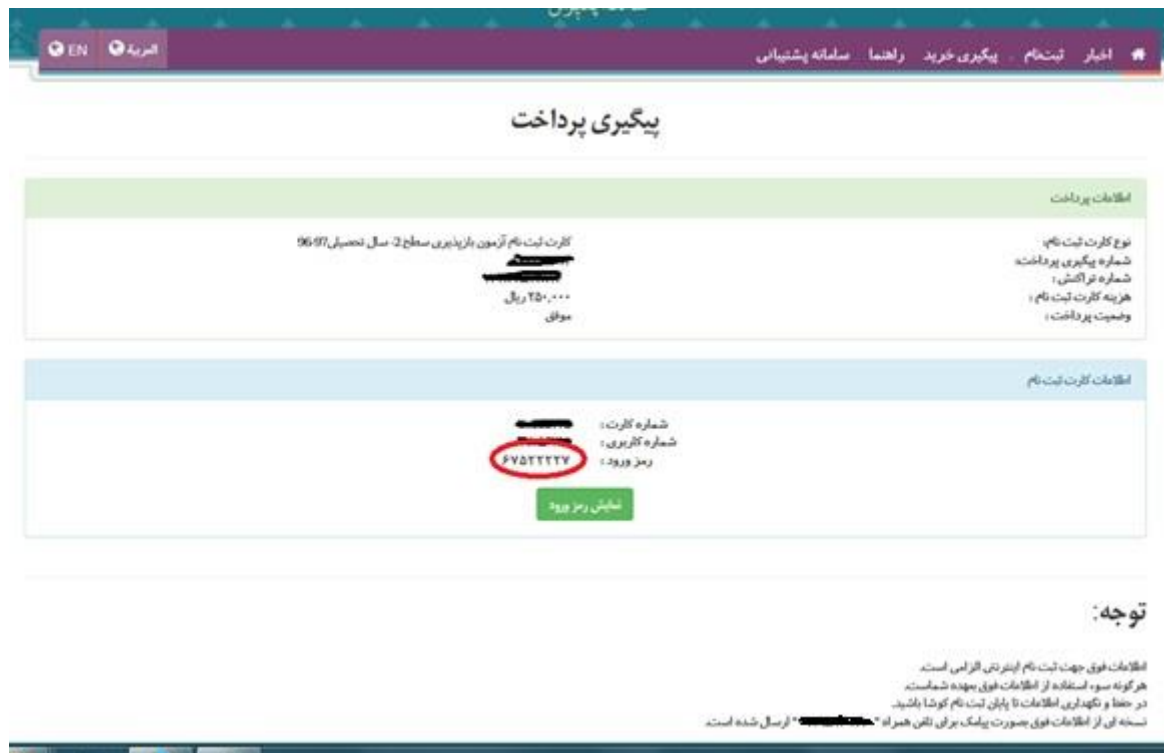 اخبار ثبت‌نام پیگیری خرید راهنما سامانه پشتیبانی العربية EN
پیگیری پرداخت
اطلاعات پرداخت
نوع کارت ثبت نام: کارت ثبت نام آزمون بازپذیری سطح 2- سال تحصیلی 97-96
شماره پیگیری پرداخت:
شماره تراکنش :
هزینه کارت ثبت نام : ۲۵۰,۰۰۰ ریال
وضعیت پرداخت : موفق
اطلاعات کارت ثبت نام
شماره کارت :
شماره کاربری :
رمز ورود : ۶۷۵۲۲۲۲۷
نمایش رمز ورود
توجه:
اطلاعات فوق جهت ثبت نام اینترنتی الزامی است.
هرگونه سوء استفاده از اطلاعات فوق بعهده شماست.
در حفظ و نگهداری اطلاعات تا پایان ثبت نام کوشا باشید.
نسخه ای از اطلاعات فوق بصورت پیامک برای تلفن همراه " " ارسال شده است.